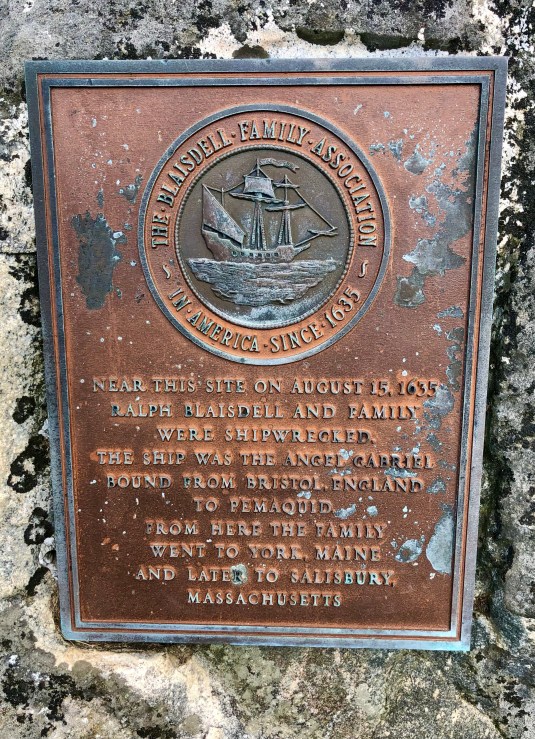 THE BLAISDELL · FAMILY · ASSOCIATION
IN · AMERICA · SINCE · 1635
NEAR THIS SITE ON AUGUST 15, 1635
RALPH BLAISDELL AND FAMILY
WERE SHIPWRECKED.
THE SHIP WAS THE ANGEL GABRIEL
BOUND FROM BRISTOL, ENGLAND
TO PEMAQUID.
FROM HERE THE FAMILY
WENT TO YORK, MAINE
AND LATER TO SALISBURY,
MASSACHUSETTS